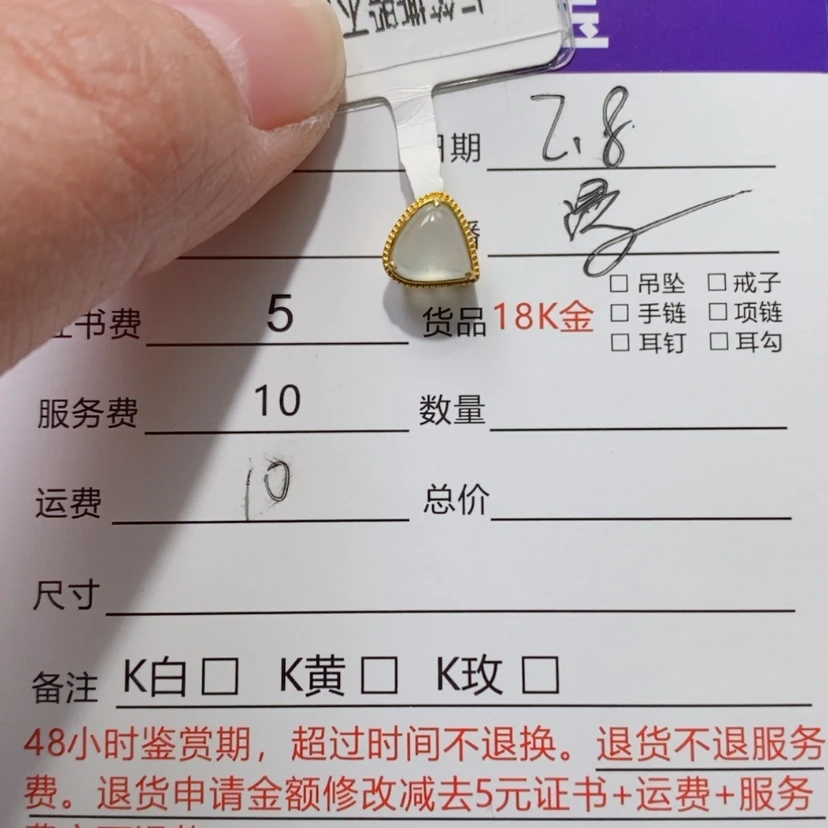 日期 2.8
证书费 5 货品 18K金 □ 吊坠 □ 戒子
□ 手链 □ 项链
□ 耳钉 □ 耳勾
服务费 10 数量
运费 10 总价
尺寸
备注 K白 □ K黄 □ K玫 □
48小时鉴赏期，超过时间不退换。退货不退服务
费。退货申请金额修改减去5元证书+运费+服务